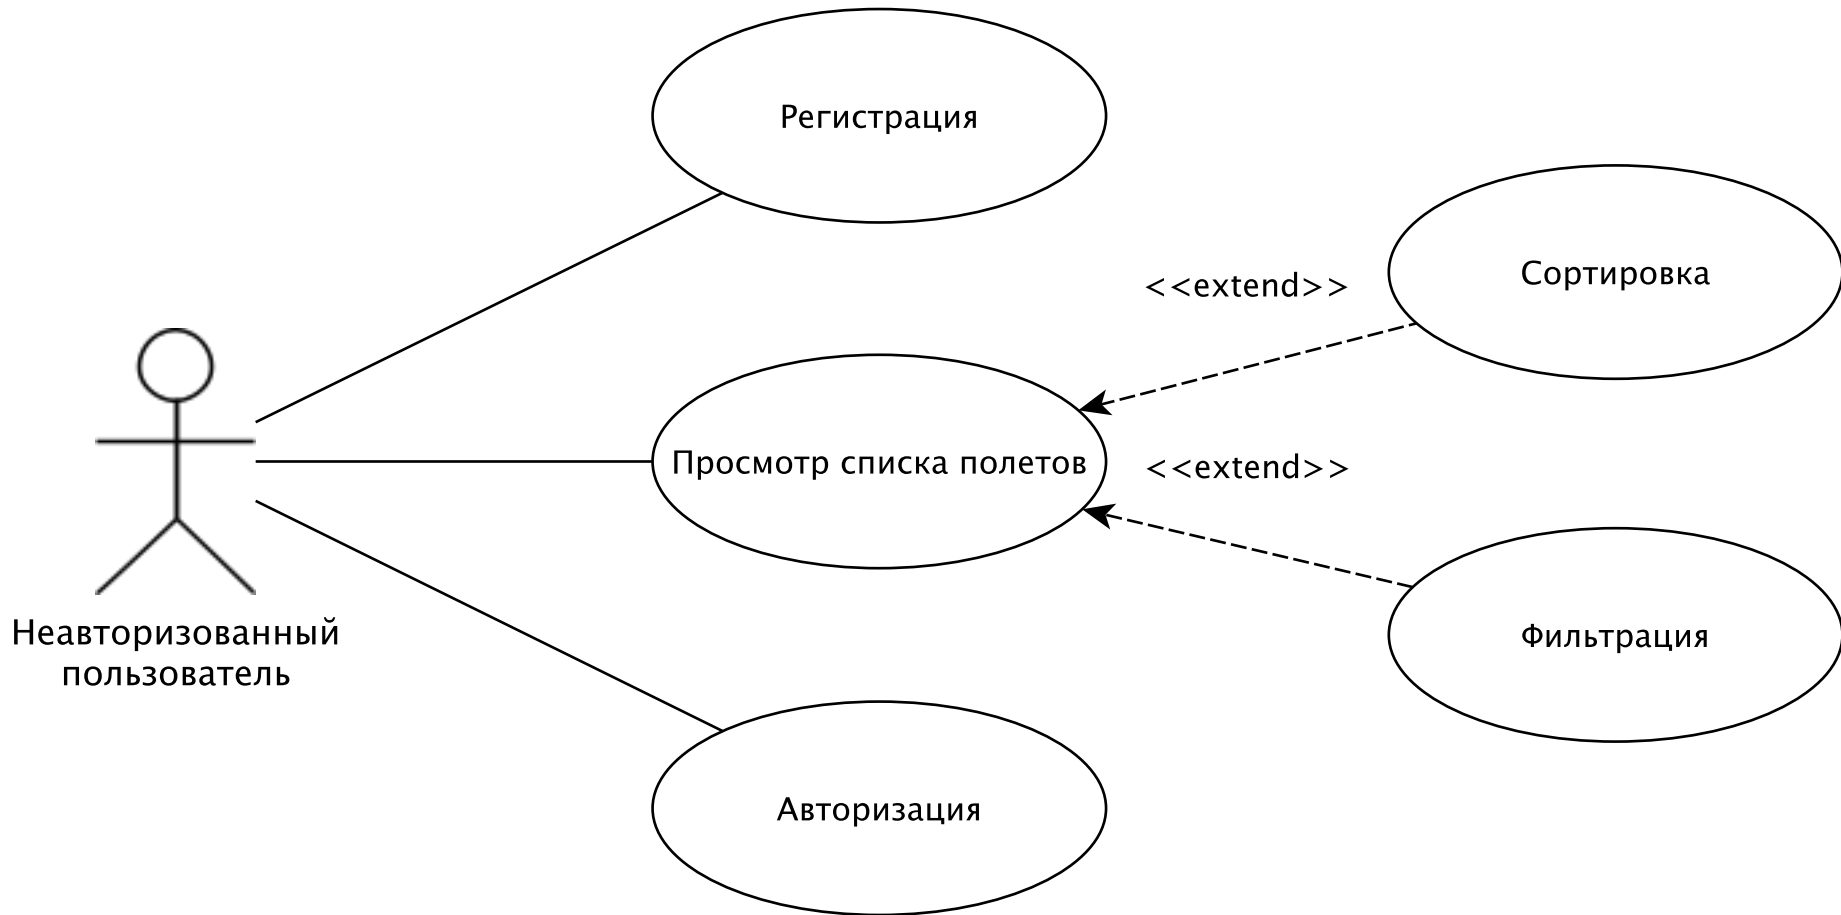 Регистрация
<<extend>>
Сортировка
Просмотр списка полетов
<<extend>>
Неавторизованный
пользователь
Фильтрация
Авторизация